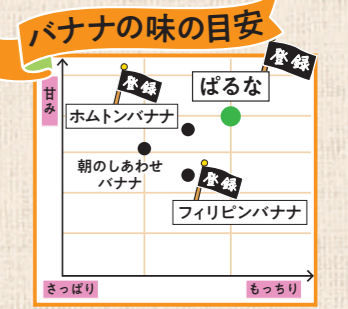 バナナの味の目安
登録
登録
ぱるな
甘み
ホムトンバナナ
朝のしあわせ
バナナ
登録
フィリピンバナナ
さっぱり
もっちり